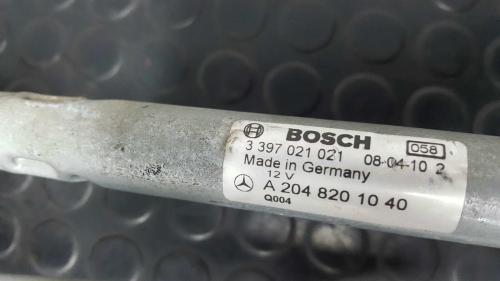 BOSCH 058
3 397 021 021 08-04-10 2
Made in Germany
12 V
A 204 820 10 40
Q004